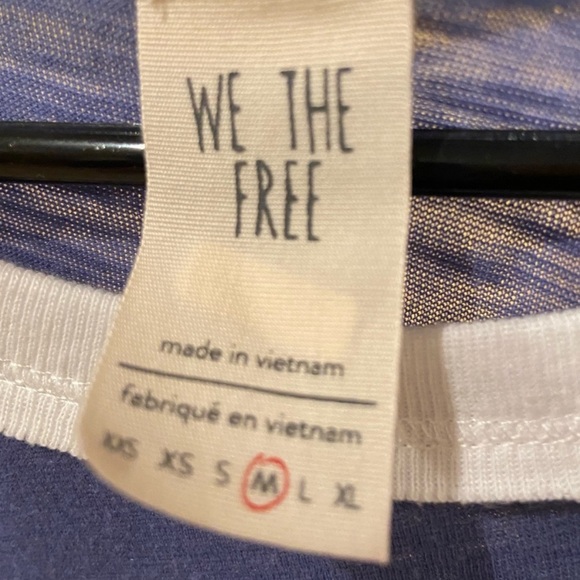 WE THE
FREE
made in vietnam
fabriqué en vietnam
XXS XS S M L XL